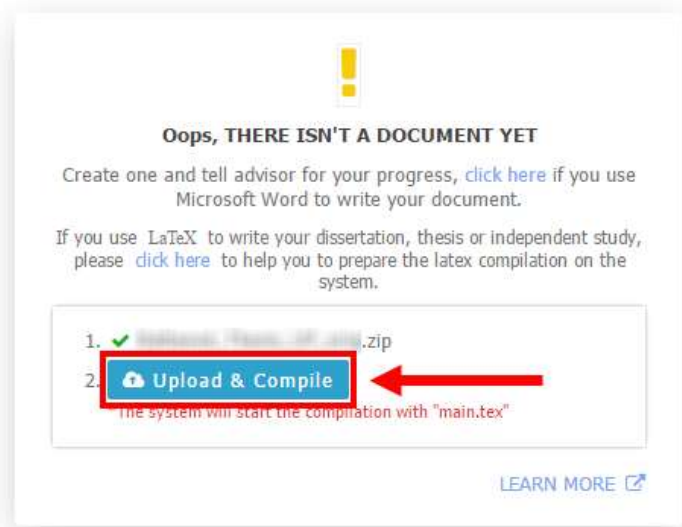 Oops, THERE ISN'T A DOCUMENT YET
Create one and tell advisor for your progress, click here if you use
Microsoft Word to write your document.
If you use LaTeX to write your dissertation, thesis or independent study,
please click here to help you to prepare the latex compilation on the
system.
1. .zip
2. Upload & Compile
The system will start the compilation with "main.tex"
LEARN MORE